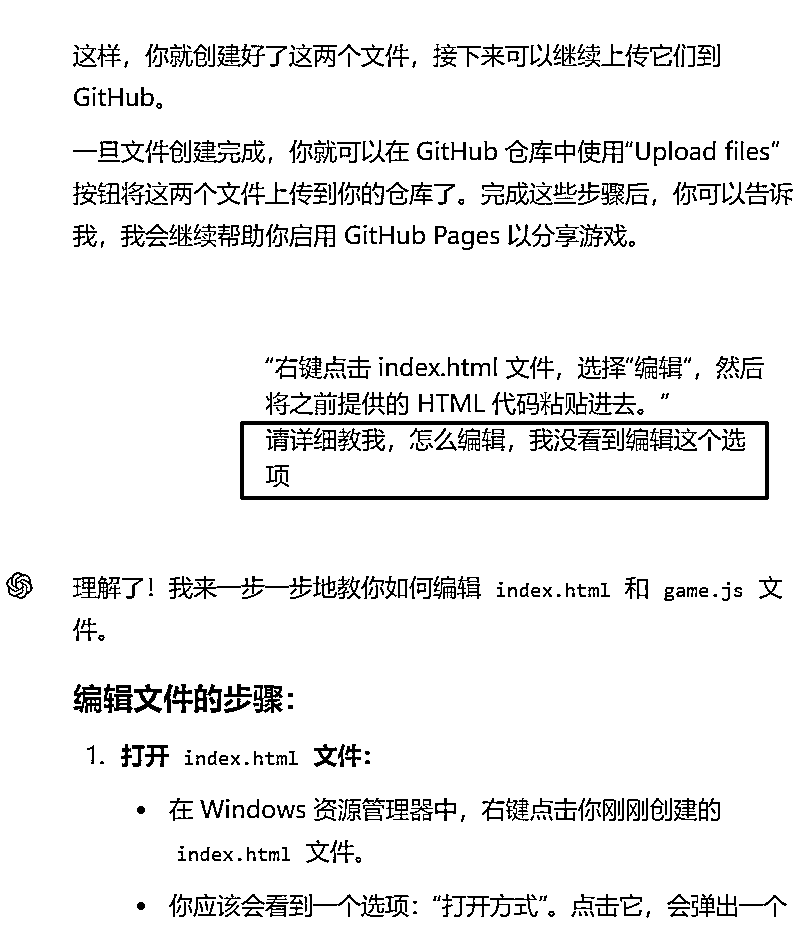 这样，你就创建好了这两个文件，接下来可以继续上传它们到
GitHub。
一旦文件创建完成，你就可以在 GitHub 仓库中使用“Upload files”
按钮将这两个文件上传到你的仓库了。完成这些步骤后，你可以告诉
我，我会继续帮助你启用 GitHub Pages 以分享游戏。
“右键点击 index.html 文件，选择“编辑“，然后
将之前提供的 HTML 代码粘贴进去。”
请详细教我，怎么编辑，我没看到编辑这个选
项
理解了！我来一步一步地教你如何编辑 index.html 和 game.js 文
件。
编辑文件的步骤：
1. 打开 index.html 文件：
• 在 Windows 资源管理器中，右键点击你刚刚创建的
index.html 文件。
• 你应该会看到一个选项：“打开方式”。点击它，会弹出一个